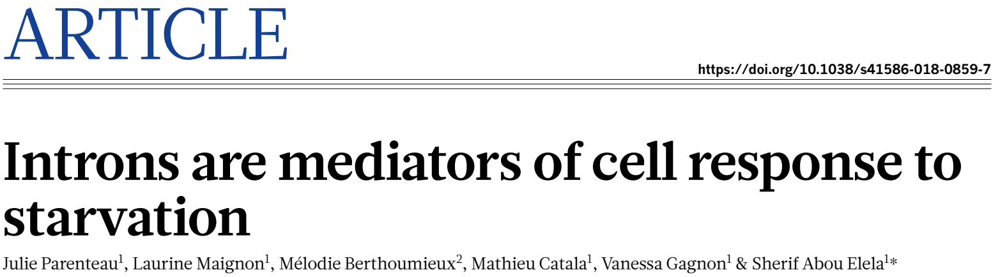 ARTICLE
https://doi.org/10.1038/s41586-018-0859-7
Introns are mediators of cell response to
starvation
Julie Parenteau1, Laurine Maignon1, Mélodie Berthoumieux2, Mathieu Catala1, Vanessa Gagnon1 & Sherif Abou Elela1*